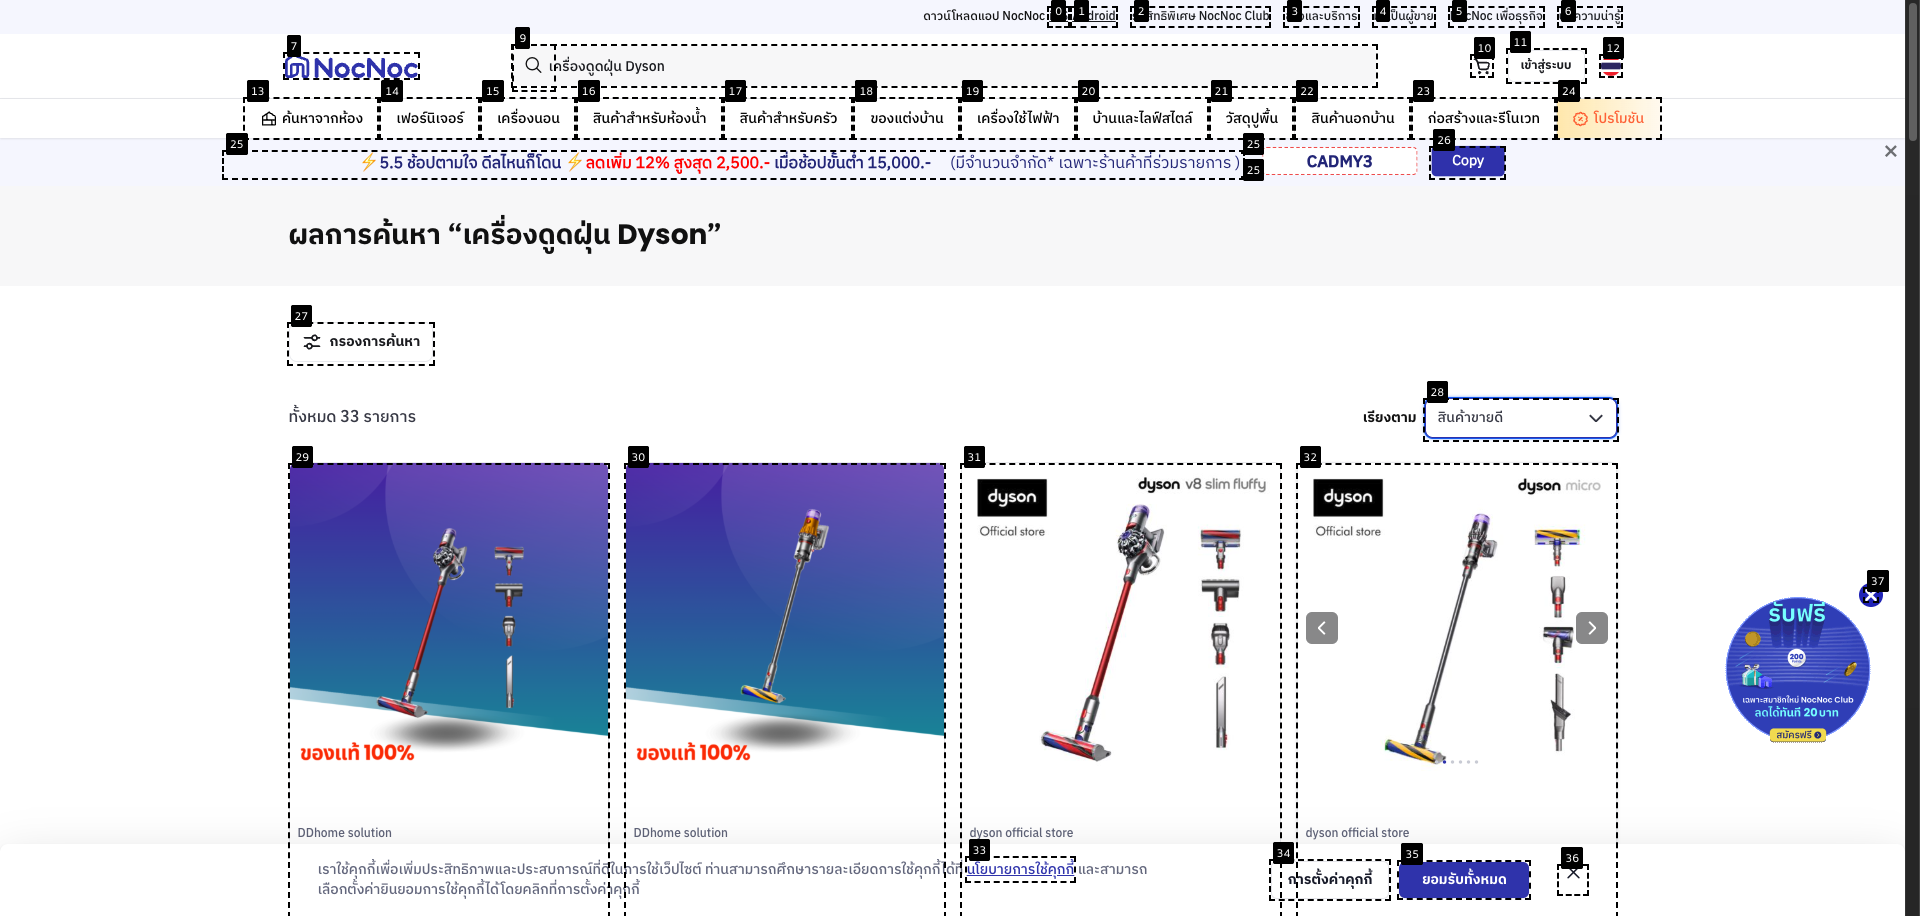 ดาวน์โหลดแอป NocNoc
NocNoc Club
และบริการ
เป็นผู้ขาย
เพื่อธุรกิจ
ความน่ารู้
NocNoc
เครื่องดูดฝุ่น Dyson
เข้าสู่ระบบ
ค้นหาจากห้อง
เฟอร์นิเจอร์
เครื่องนอน
สินค้าสำหรับห้องน้ำ
สินค้าสำหรับครัว
ของแต่งบ้าน
เครื่องใช้ไฟฟ้า
บ้านและไลฟ์สไตล์
วัสดุปูพื้น
สินค้านอกบ้าน
ก่อสร้างและรีโนเวท
โปรโมชัน
⚡5.5 ช้อปตามใจ ดีลไหนก็โดน ⚡ลดเพิ่ม 12% สูงสุด 2,500.- เมื่อช้อปขั้นต่ำ 15,000.- (มีจำนวนจำกัด* เฉพาะร้านค้าที่ร่วมรายการ)
CADMY3
Copy
ผลการค้นหา “เครื่องดูดฝุ่น Dyson”
กรองการค้นหา
ทั้งหมด 33 รายการ
เรียงตาม
สินค้าขายดี
ของแท้ 100%
ของแท้ 100%
dyson
Official store
dyson v8 slim fluffy
dyson
Official store
dyson micro
รับฟรี
200
เฉพาะสมาชิกใหม่ NocNoc Club
ลดได้ทันที 20 บาท
สมัครฟรี
DDhome solution
DDhome solution
dyson official store
dyson official store
เราใช้คุกกี้เพื่อเพิ่มประสิทธิภาพและประสบการณ์ที่ดีในการใช้เว็บไซต์ ท่านสามารถศึกษารายละเอียดการใช้คุกกี้ได้ที่ นโยบายการใช้คุกกี้ และสามารถ
เลือกตั้งค่ายินยอมการใช้คุกกี้ได้โดยคลิกที่การตั้งค่าคุกกี้
การตั้งค่าคุกกี้
ยอมรับทั้งหมด
0
1
2
3
4
5
6
7
9
10
11
12
13
14
15
16
17
18
19
20
21
22
23
24
25
25
25
26
27
28
29
30
31
32
33
34
35
36
37